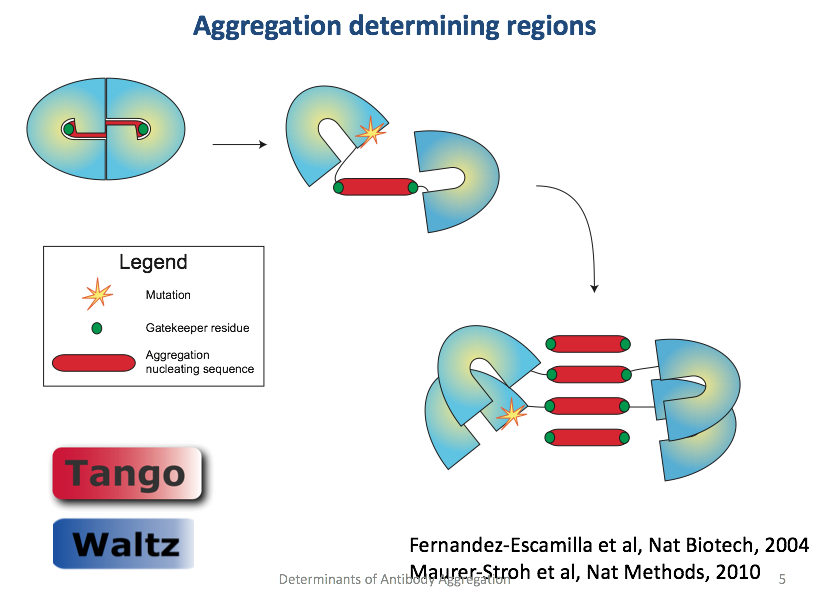 Aggregation determining regions
Legend
Mutation
Gatekeeper residue
Aggregation
nucleating sequence
Tango
Waltz
Fernandez-Escamilla et al, Nat Biotech, 2004
Maurer-Stroh et al, Nat Methods, 2010
Determinants of Antibody Aggregation
5